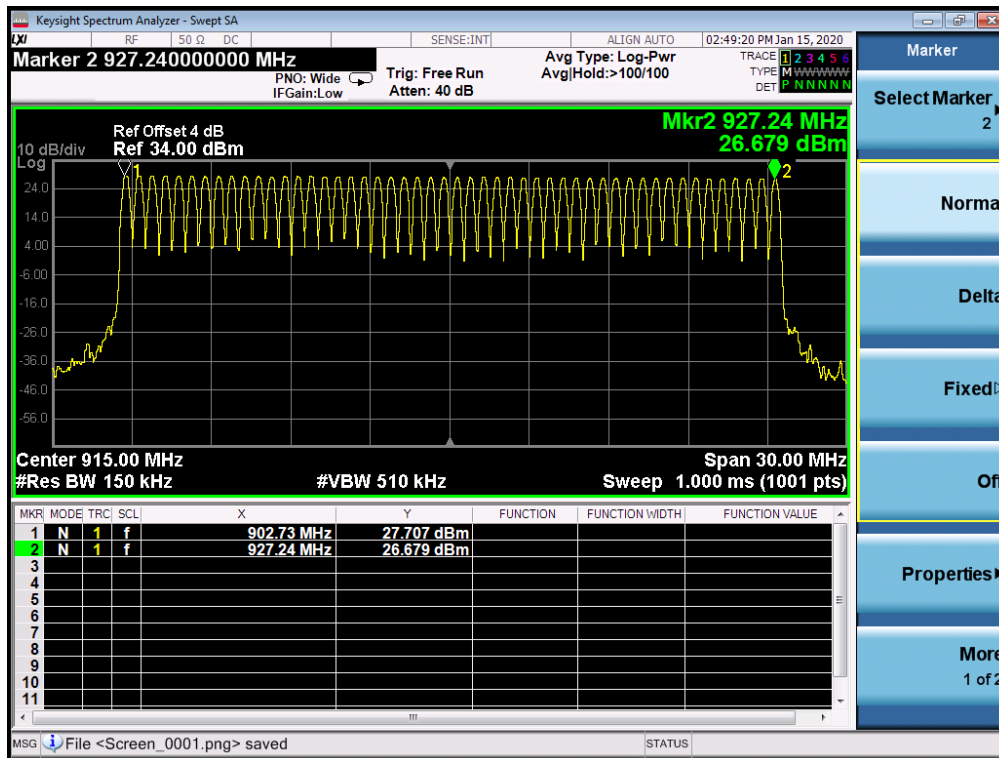 Keysight Spectrum Analyzer - Swept SA
LXI RF 50 Ω DC SENSE:INT ALIGN AUTO 02:49:20 PM Jan 15, 2020
Marker 2 927.240000000 MHz
PNO: Wide
IFGain:Low
Trig: Free Run
Atten: 40 dB
Avg Type: Log-Pwr
Avg|Hold:>100/100
TRACE 1 2 3 4 5 6
TYPE M WWWWW
DET P N N N N N
Ref Offset 4 dB
Ref 34.00 dBm
Mkr2 927.24 MHz
26.679 dBm
10 dB/div
Log
1
2
24.0
14.0
4.00
-6.00
-16.0
-26.0
-36.0
-46.0
-56.0
Center 915.00 MHz
Span 30.00 MHz
#Res BW 150 kHz
#VBW 510 kHz
Sweep 1.000 ms (1001 pts)
MKR MODE TRC SCL X Y FUNCTION FUNCTION WIDTH FUNCTION VALUE
1 N 1 f 902.73 MHz 27.707 dBm
2 N 1 f 927.24 MHz 26.679 dBm
3
4
5
6
7
8
9
10
11
MSG File <Screen_0001.png> saved
STATUS
Marker
Select Marker
2
Norma
Delta
Fixed
Of
Properties
More
1 of 2